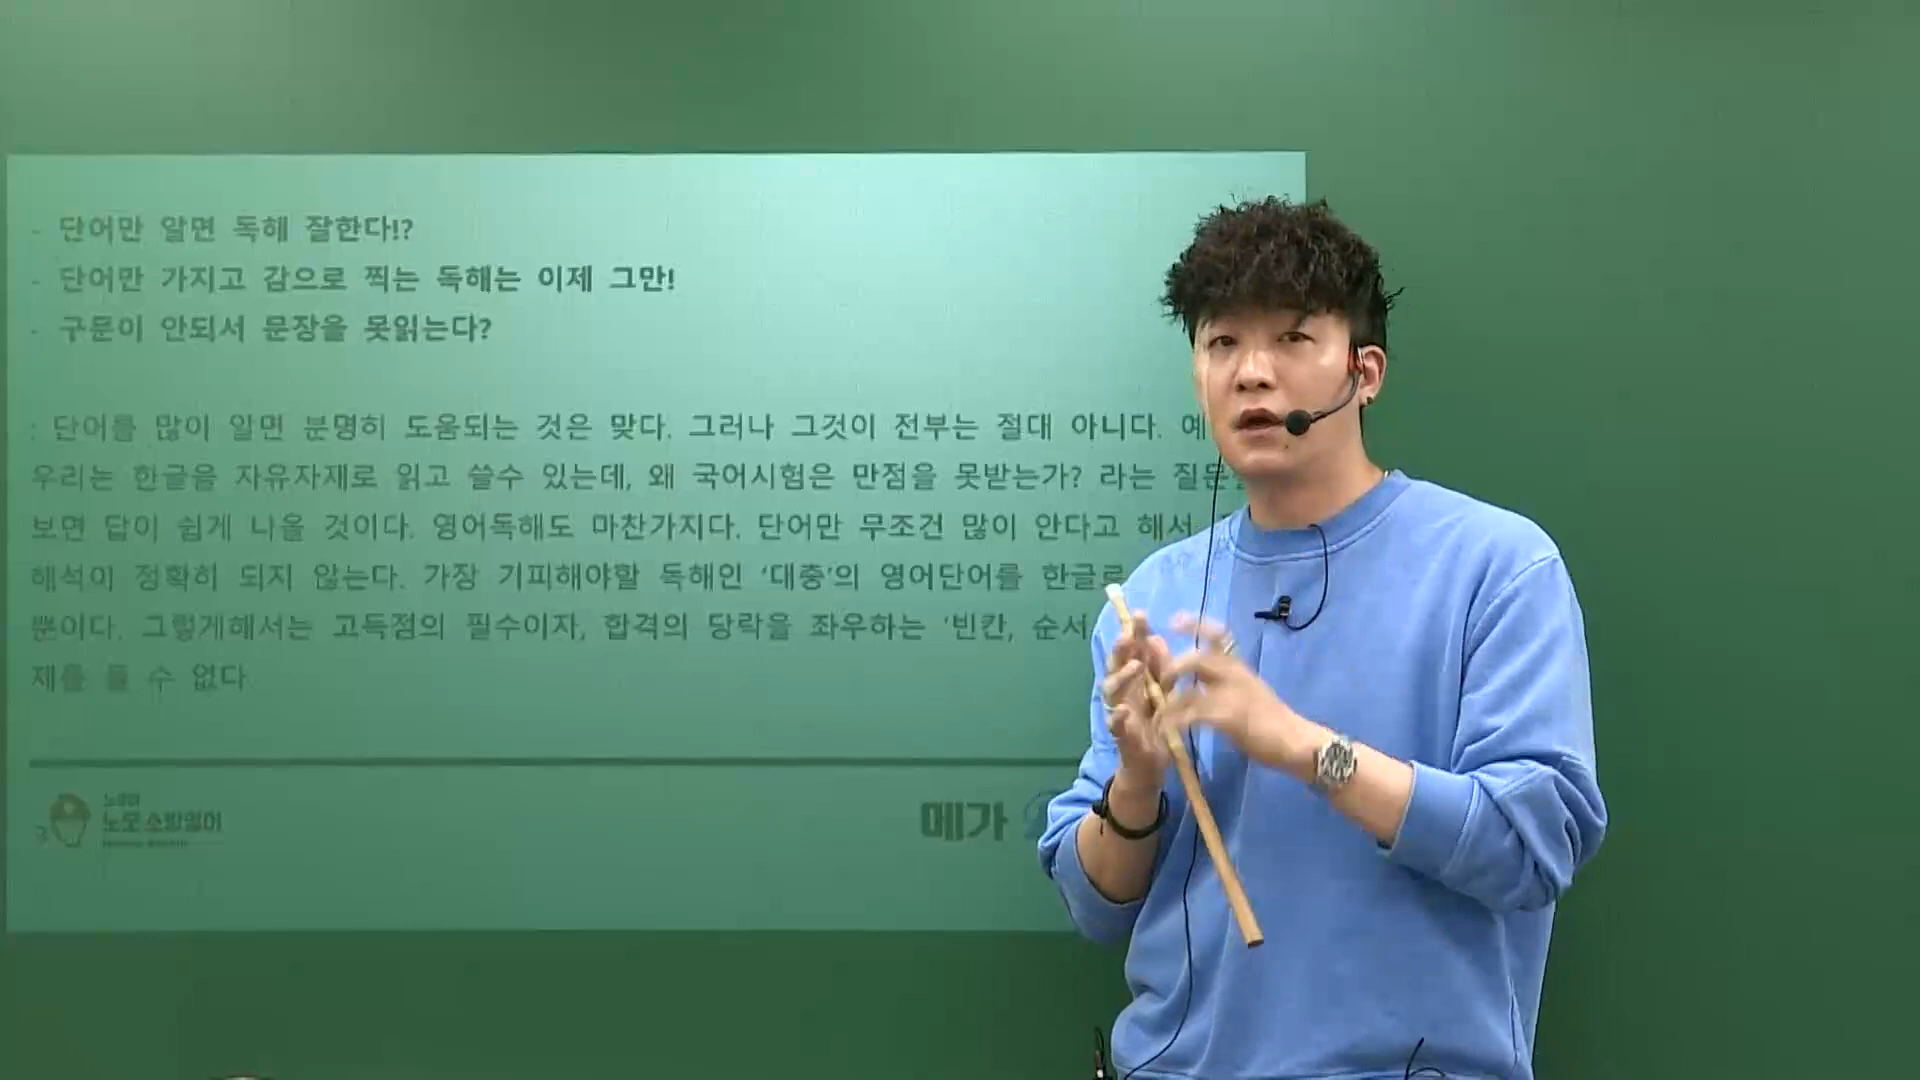 - 단어만 알면 독해 잘한다!?
- 단어만 가지고 감으로 찍는 독해는 이제 그만!
- 구문이 안되서 문장을 못읽는다?
: 단어를 많이 알면 분명히 도움되는 것은 맞다. 그러나 그것이 전부는 절대 아니다. 예
우리는 한글을 자유자재로 읽고 쓸수 있는데, 왜 국어시험은 만점을 못받는가? 라는 질문
보면 답이 쉽게 나올 것이다. 영어독해도 마찬가지다. 단어만 무조건 많이 안다고 해서
해석이 정확히 되지 않는다. 가장 기피해야할 독해인 ‘대충’의 영어단어를 한글로
뿐이다. 그렇게해서는 고득점의 필수이자, 합격의 당락을 좌우하는 ‘빈칸, 순서
제를 풀 수 없다.
메가